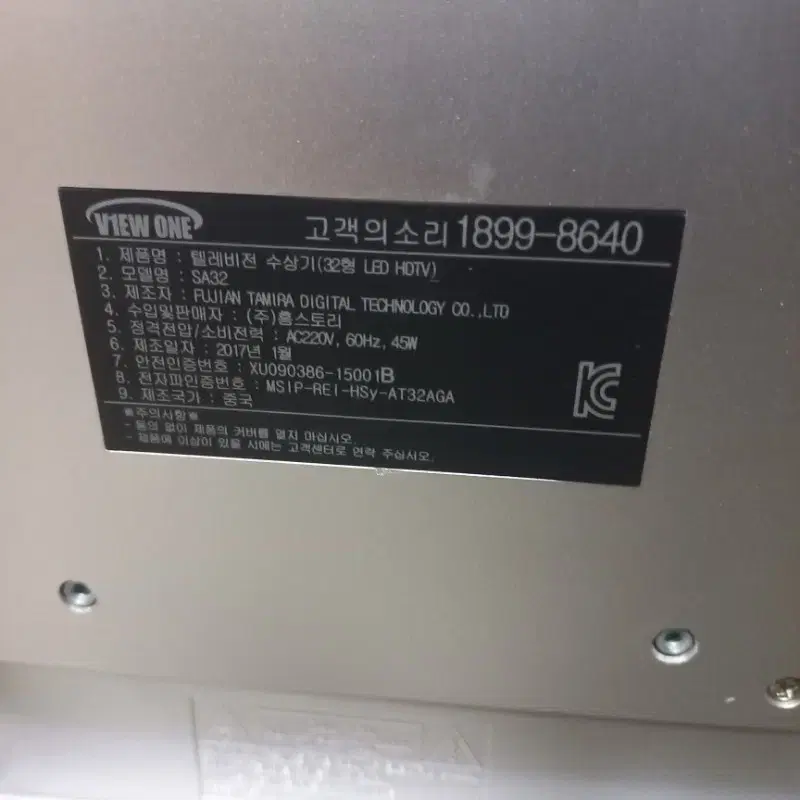 V1EW ONE
고객의소리 1899-8640
1. 제품명 : 텔레비전 수상기(32형 LED HDTV)
2. 모델명 : SA32
3. 제조자 : FUJIAN TAMIRA DIGITAL TECHNOLOGY CO.,LTD
4. 수입및판매자 : (주)홈스토리
5. 정격전압/소비전력 : AC220V, 60Hz, 45W
6. 제조일자 : 2017년 1월
7. 안전인증번호 : XU090386-15001B
8. 전자파인증번호 : MSIP-REI-HSy-AT32AGA
9. 제조국가 : 중국
※주의사항※
- 동의 없이 제품의 커버를 열지 마십시오.
- 제품에 이상이 있을 시에는 고객센터로 연락 주십시오.